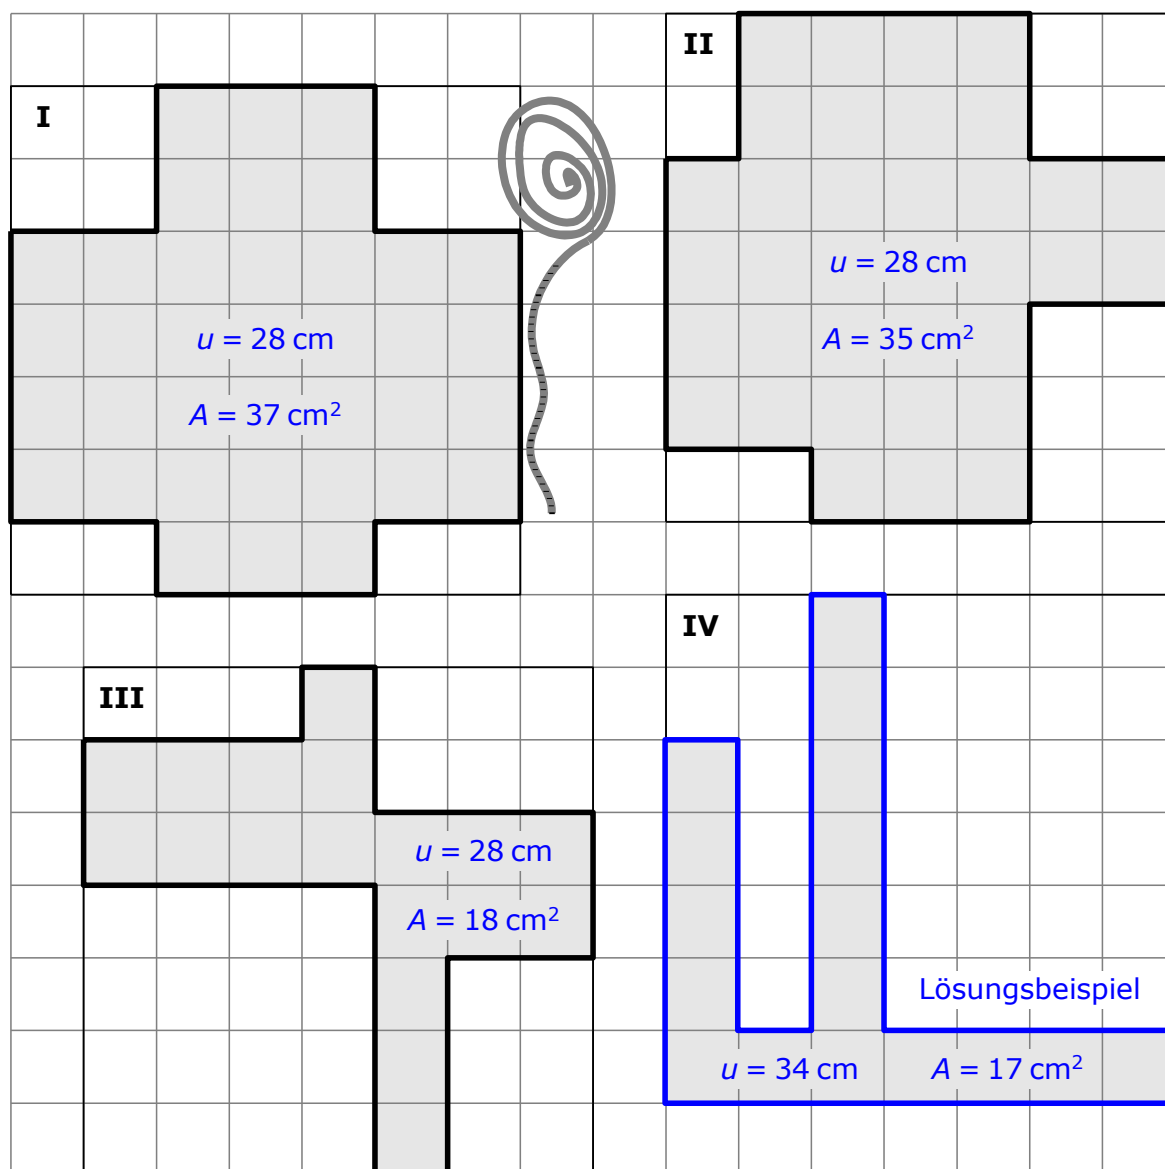 I
II
u = 28 cm
A = 37 cm²
u = 28 cm
A = 35 cm²
III
u = 28 cm
A = 18 cm²
IV
Lösungsbeispiel
u = 34 cm A = 17 cm²